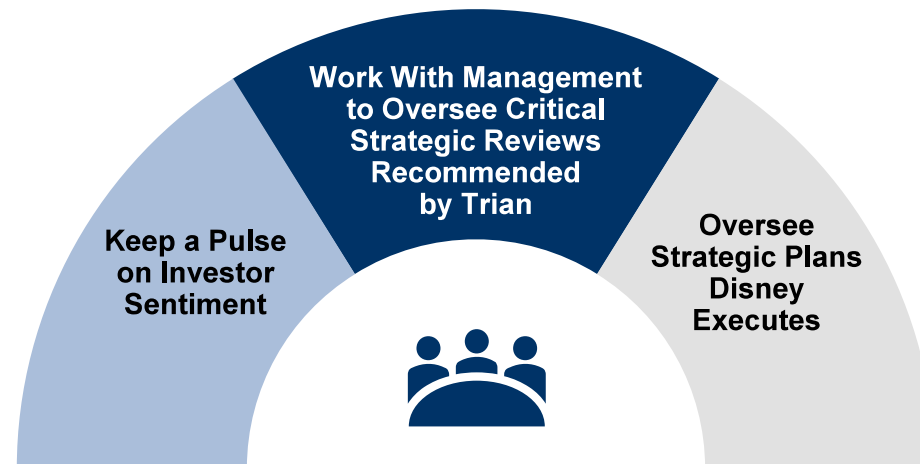 Work With Management
to Oversee Critical
Strategic Reviews
Recommended
by Trian
Keep a Pulse
on Investor
Sentiment
Oversee
Strategic Plans
Disney
Executes